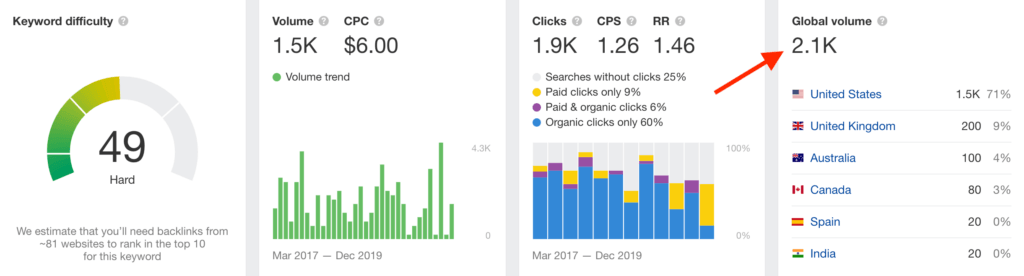 Keyword difficulty ?
49
Hard
We estimate that you'll need backlinks from
~81 websites to rank in the top 10
for this keyword
Volume ? CPC ?
1.5K $6.00
Volume trend
4.3K
0
Mar 2017 — Dec 2019
Clicks ? CPS ? RR ?
1.9K 1.26 1.46
Searches without clicks 25%
Paid clicks only 9%
Paid & organic clicks 6%
Organic clicks only 60%
100%
0%
Mar 2017 — Dec 2019
Global volume ?
2.1K
United States 1.5K 71%
United Kingdom 200 9%
Australia 100 4%
Canada 80 3%
Spain 20 0%
India 20 0%